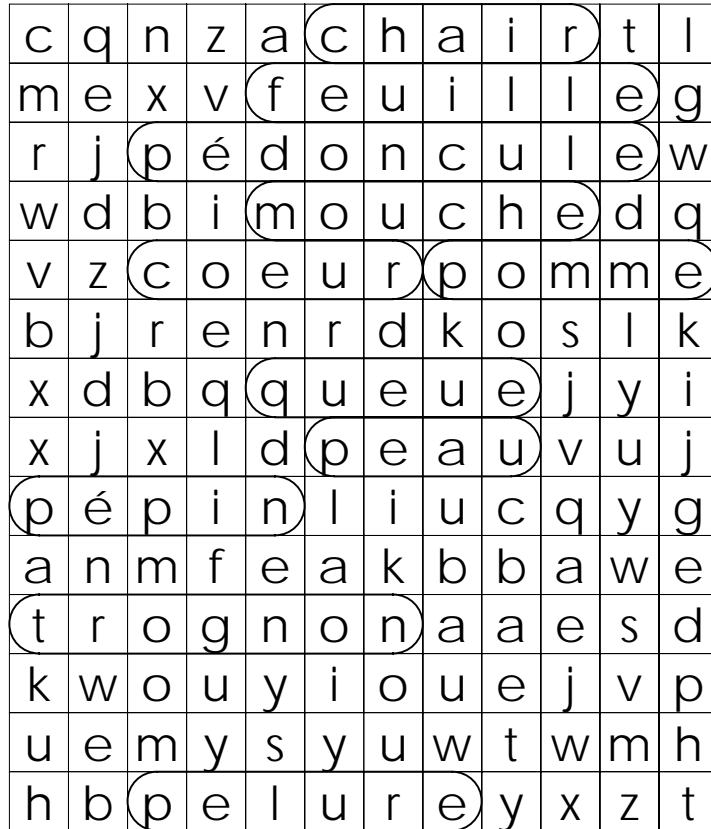 c q n z a c h a i r t l
m e x v f e u i l l e g
r j p é d o n c u l e w
w d b i m o u c h e d q
v z c o e u r p o m m e
b j r e n r d k o s l k
x d b q q u e u e j y i
x j x l d p e a u v u j
p é p i n l i u c q y g
a n m f e a k b b a w e
t r o g n o n a a e s d
k w o u y i o u e j v p
u e m y s y u w t w m h
h b p e l u r e y x z t